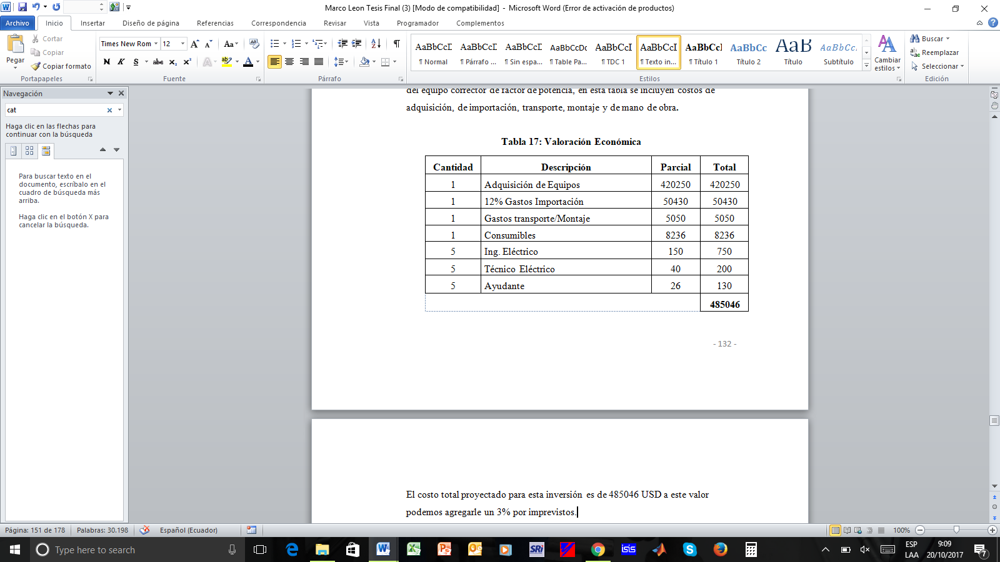 Marco Leon Tesis Final (3) [Modo de compatibilidad] - Microsoft Word (Error de activación de productos)
Archivo Inicio Insertar Diseño de página Referencias Correspondencia Revisar Vista Programador Complementos
Pegar
Cortar
Copiar
Copiar formato
Portapapeles
Times New Rom 12
N K S abc x₂ x²
Fuente
Párrafo
AaBbCcI AaBbCcI AaBbCcI AaBbCcDc AaBbCcI AaBbCcI AaBbCcI AaBbCc AaB AaBbCc.
¶ Normal ¶ Párrafo ... ¶ Sin espa... ¶ Table Pa... ¶ TDC 1 ¶ Texto in... ¶ Título 1 Título 2 Título Subtítulo
Estilos
Cambiar
estilos
Buscar
Reemplazar
Seleccionar
Edición
Navegación
cat
Haga clic en las flechas para
continuar con la búsqueda
Para buscar texto en el
documento, escríbalo en el
cuadro de búsqueda más
arriba.
Haga clic en el botón X para
cancelar la búsqueda.
del equipo corrector de factor de potencia, en esta tabla se incluyen costos de
adquisición, de importación, transporte, montaje y de mano de obra.
Tabla 17: Valoración Económica
Cantidad Descripción Parcial Total
1 Adquisición de Equipos 420250 420250
1 12% Gastos Importación 50430 50430
1 Gastos transporte/Montaje 5050 5050
1 Consumibles 8236 8236
5 Ing. Eléctrico 150 750
5 Técnico Eléctrico 40 200
5 Ayudante 26 130
485046
- 132 -
El costo total proyectado para esta inversión es de 485046 USD a este valor
podemos agregarle un 3% por imprevistos.
Página: 151 de 178 Palabras: 30.198 Español (Ecuador) 100%
Type here to search
SRi
isis
ESP
LAA
9:09
20/10/2017
7